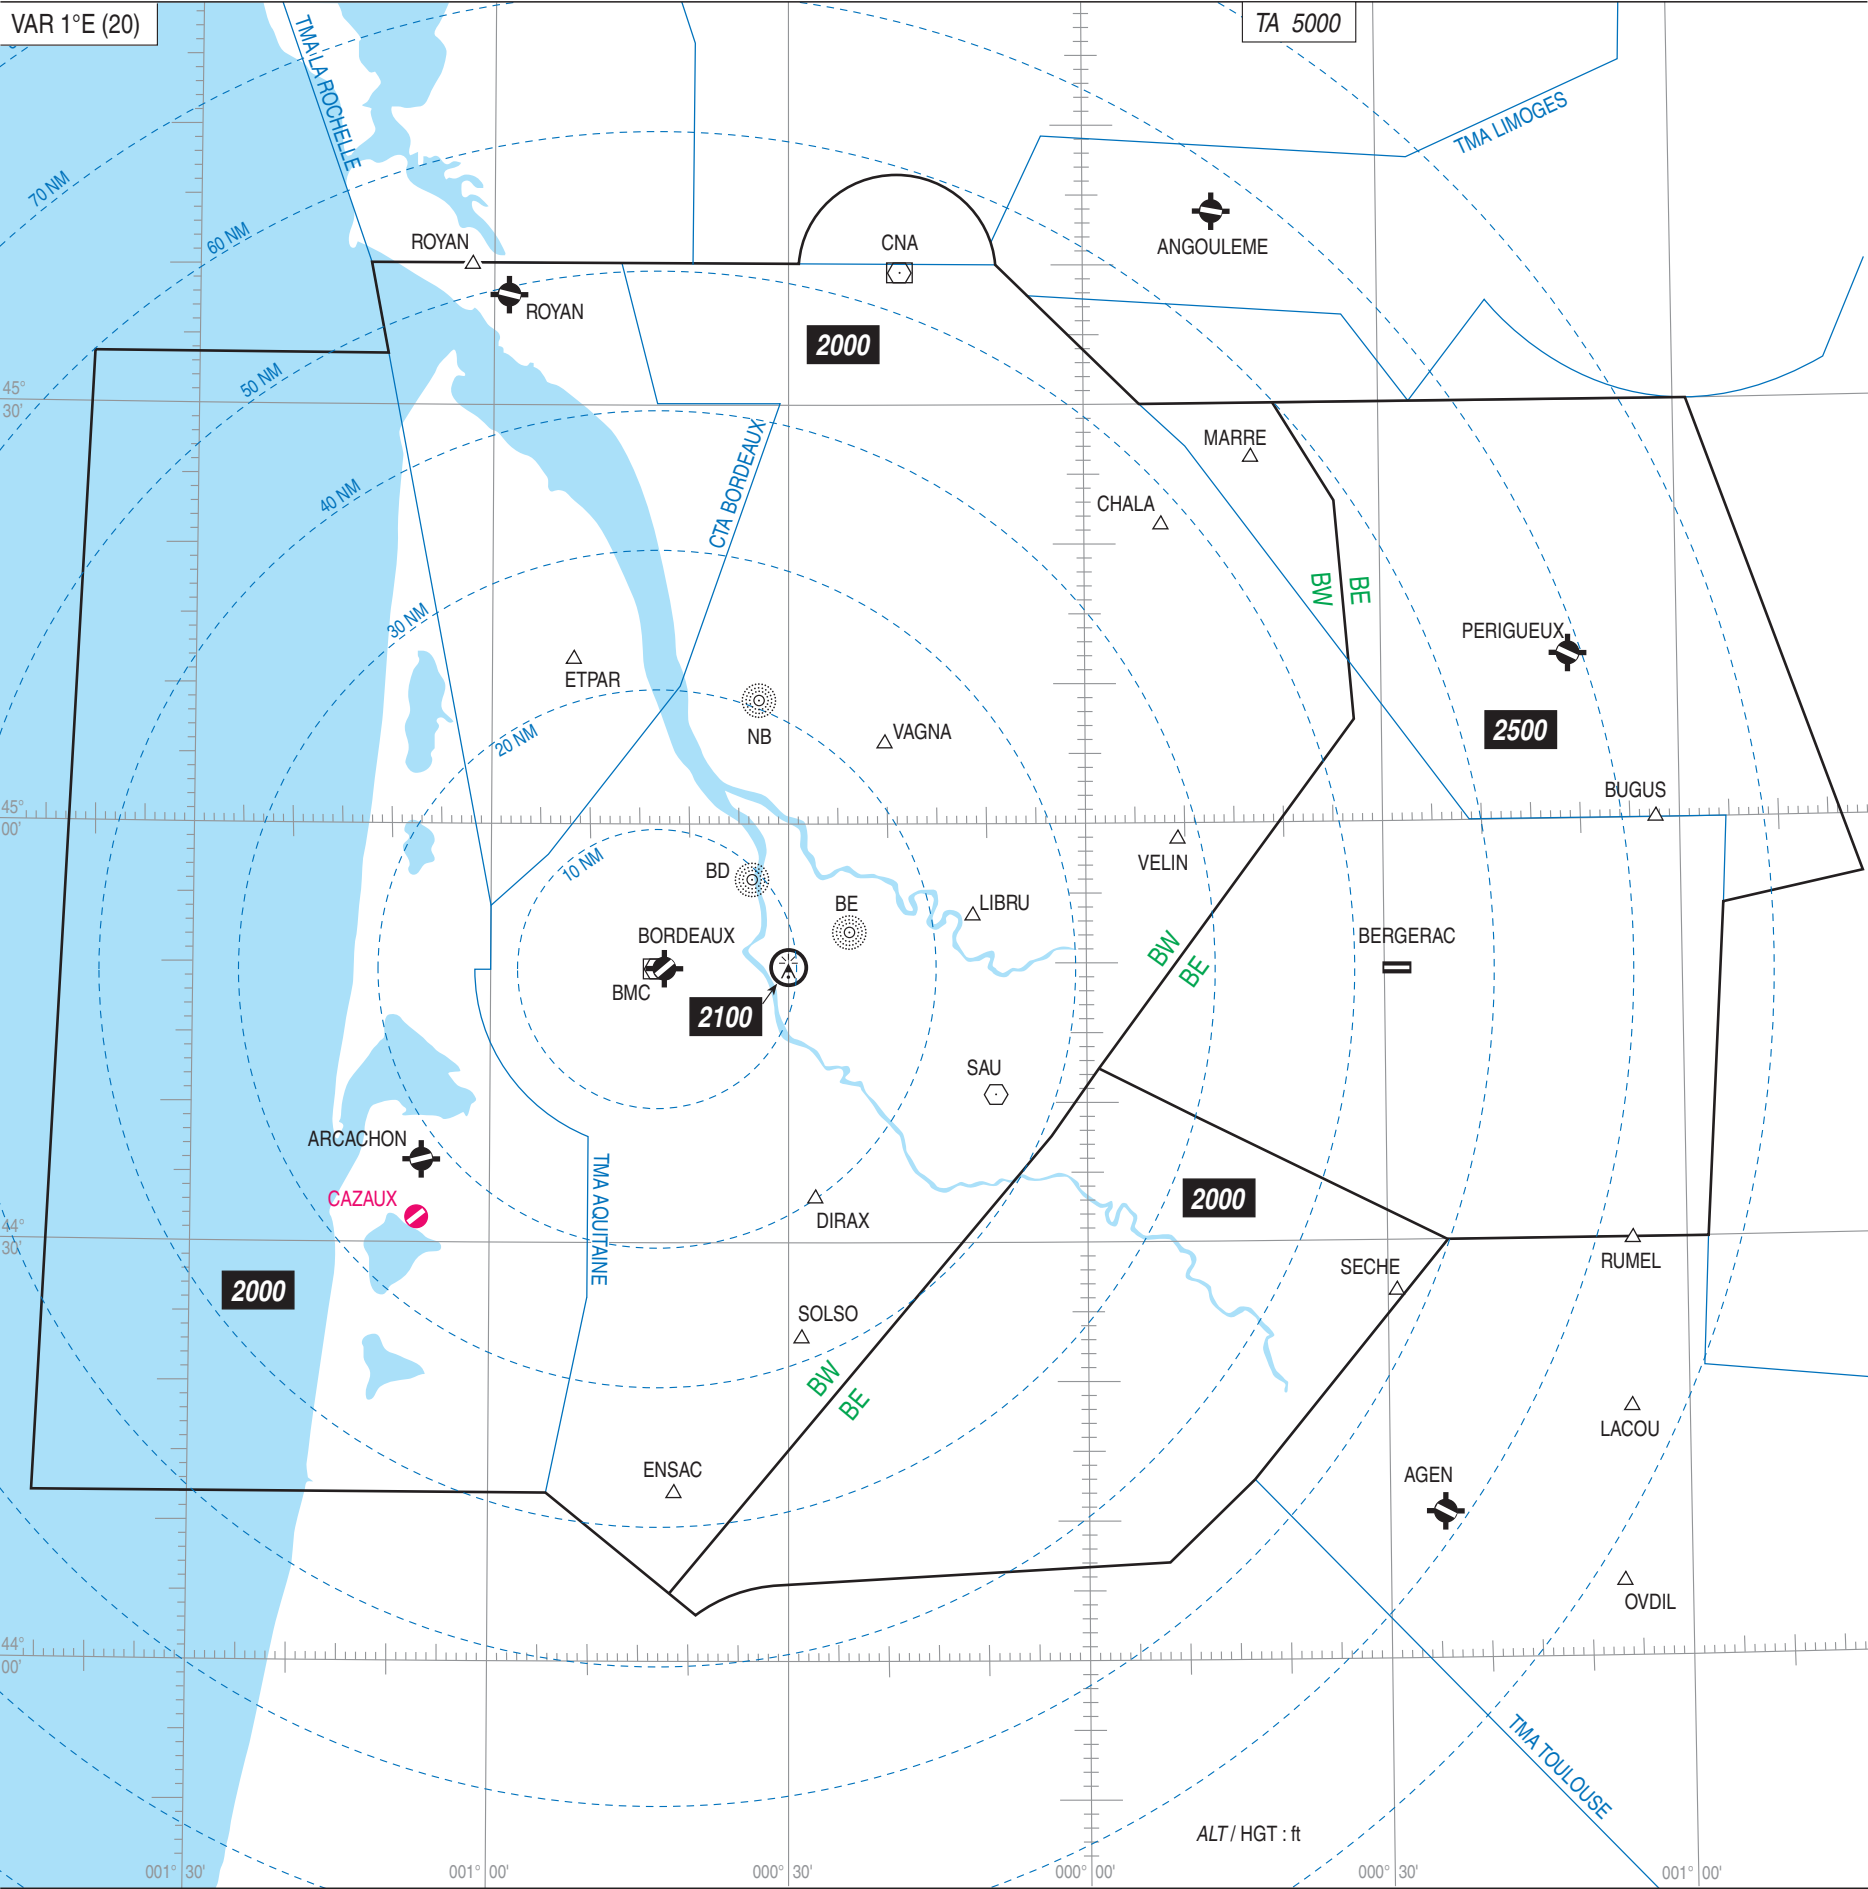 VAR 1°E (20)
TA 5000
TMA LA ROCHELLE
TMA LIMOGES
70 NM
60 NM
ROYAN
CNA
ANGOULEME
ROYAN
2000
50 NM
45°
30'
MARRE
CTA BORDEAUX
40 NM
CHALA
BW
BE
30 NM
PERIGUEUX
ETPAR
2500
NB
VAGNA
20 NM
BUGUS
45°
00'
VELIN
10 NM
BD
BE
LIBRU
BORDEAUX
BERGERAC
BW
BE
BMC
2100
SAU
ARCACHON
TMA AQUITAINE
CAZAUX
2000
DIRAX
44°
30'
RUMEL
SECHE
2000
SOLSO
BW
BE
LACOU
ENSAC
AGEN
OVDIL
44°
00'
TMA TOULOUSE
ALT / HGT : ft
001° 30'
001° 00'
000° 30'
000° 00'
000° 30'
001° 00'